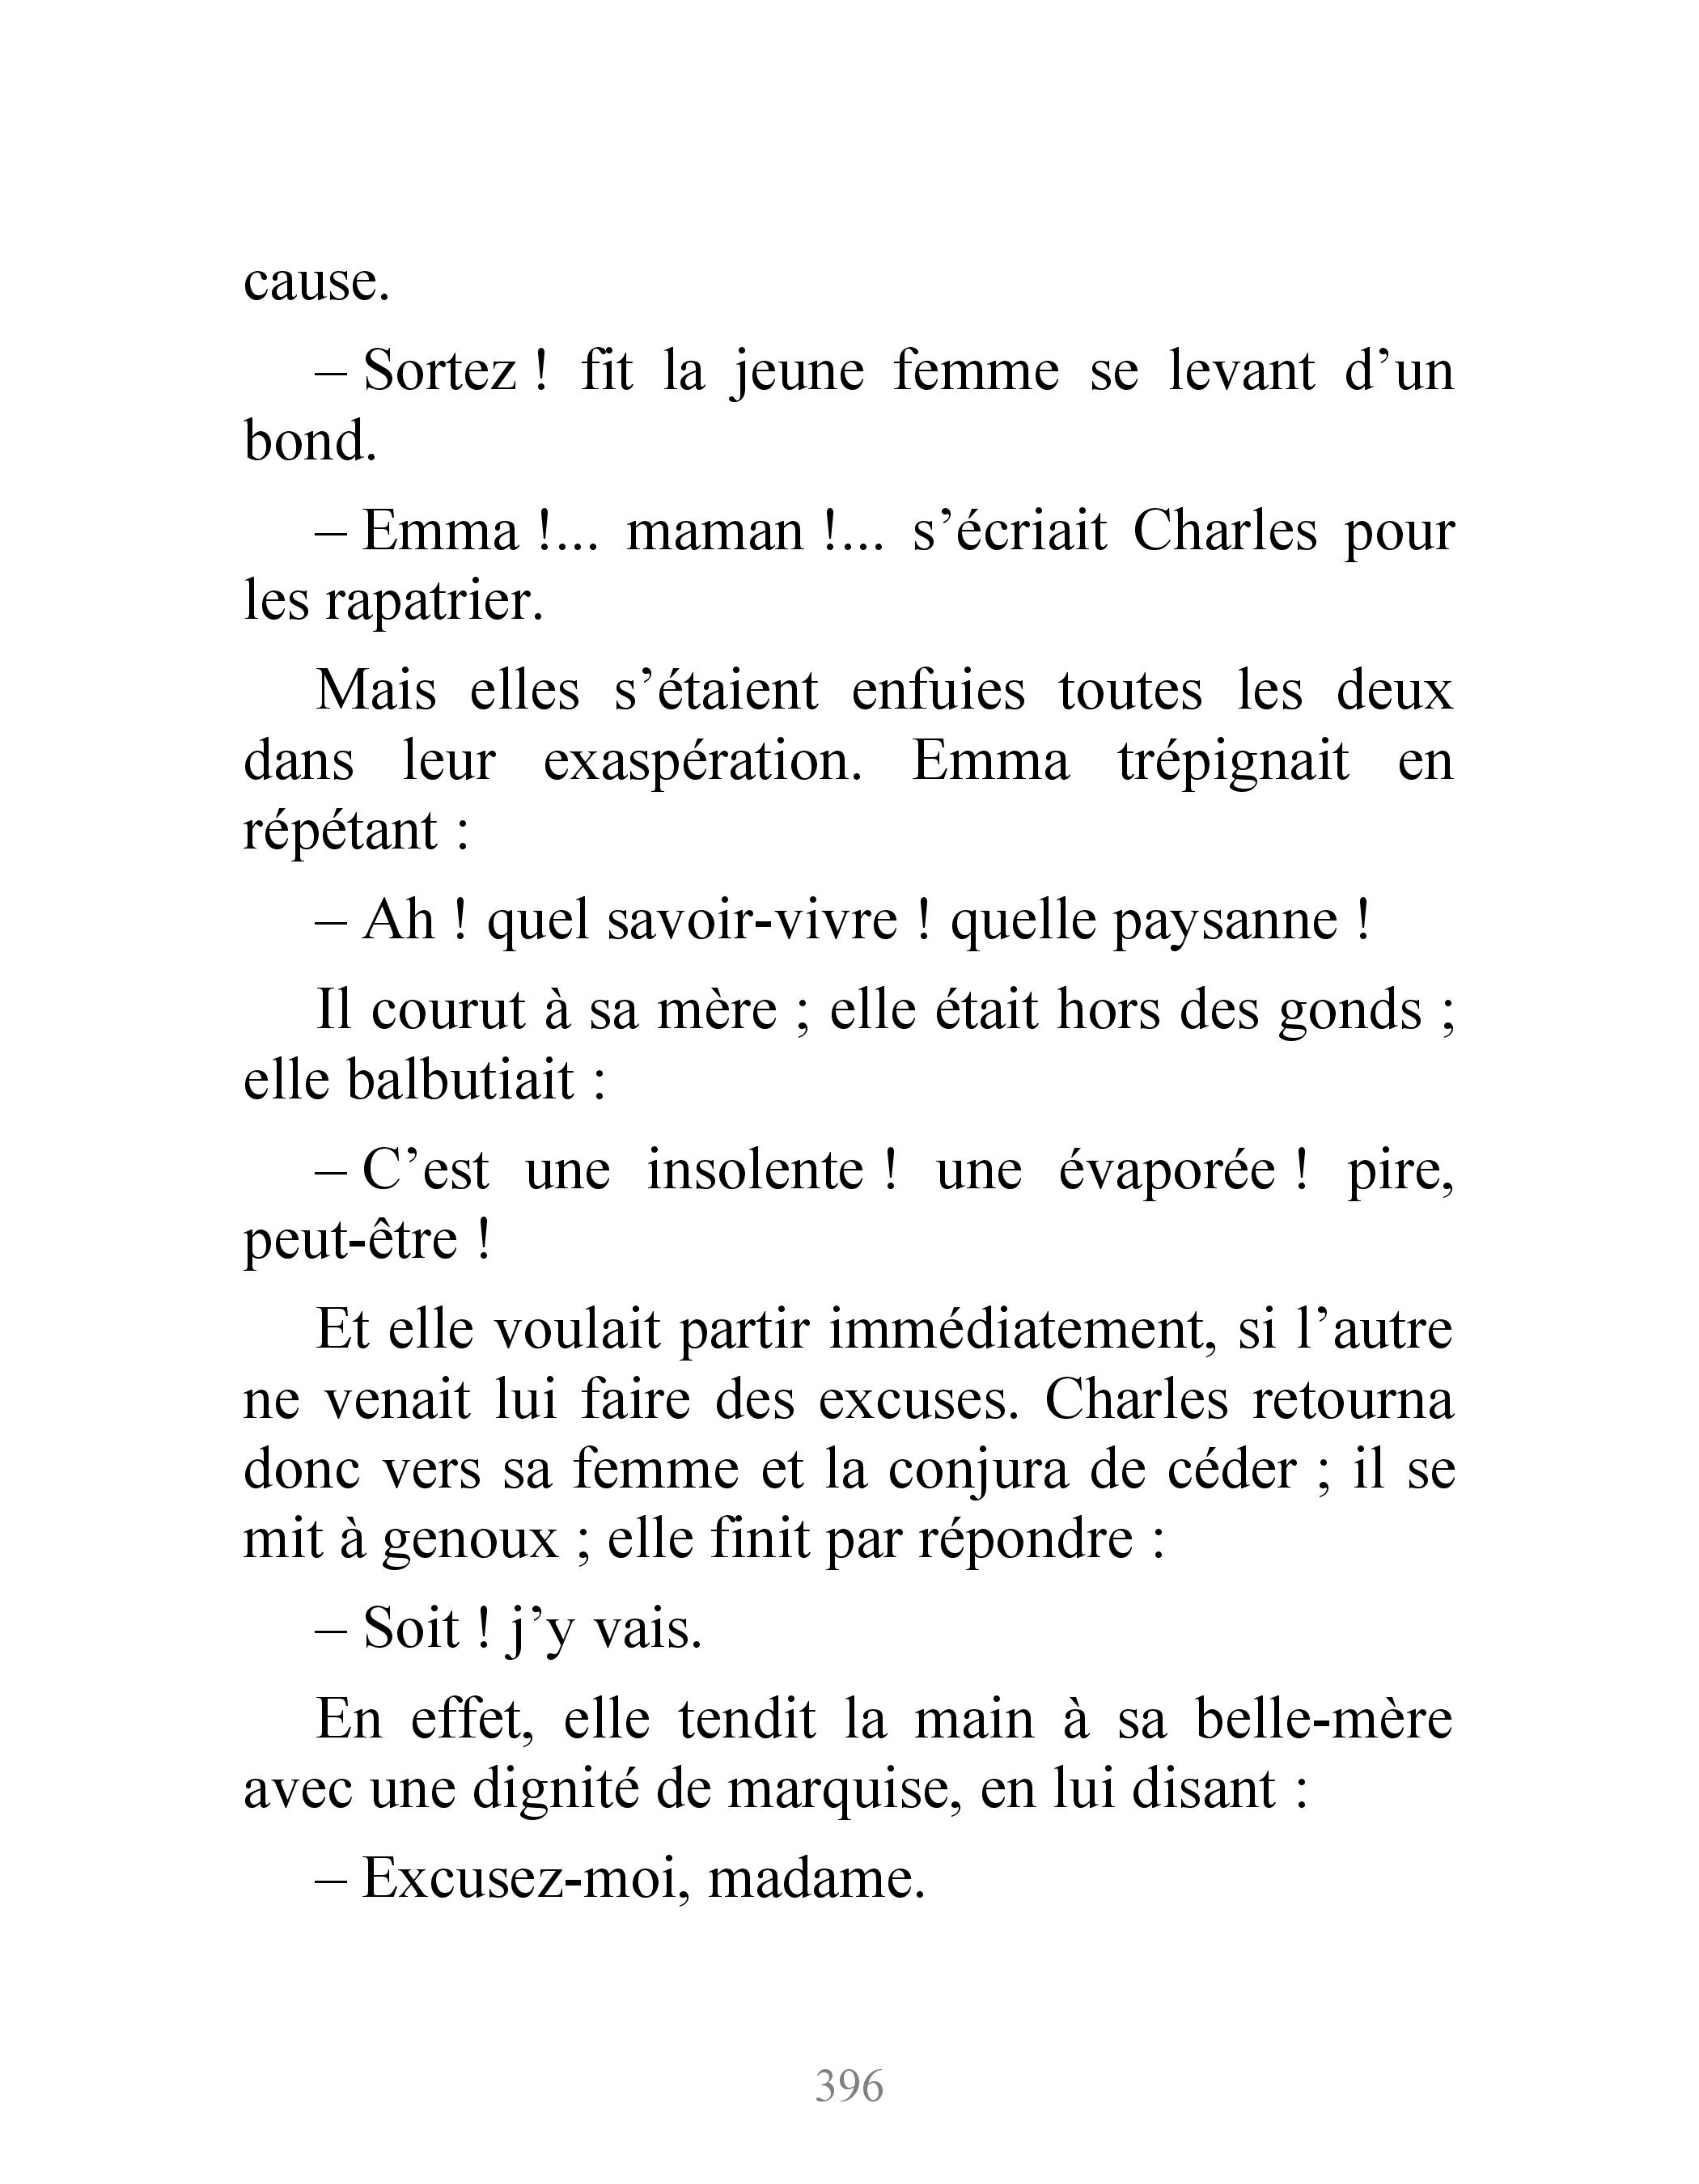 cause.
– Sortez ! fit la jeune femme se levant d’un
bond.
– Emma !... maman !... s’écriait Charles pour
les rapatrier.
Mais elles s’étaient enfuies toutes les deux
dans leur exaspération. Emma trépignait en
répétant :
– Ah ! quel savoir-vivre ! quelle paysanne !
Il courut à sa mère ; elle était hors des gonds ;
elle balbutiait :
– C’est une insolente ! une évaporée ! pire,
peut-être !
Et elle voulait partir immédiatement, si l’autre
ne venait lui faire des excuses. Charles retourna
donc vers sa femme et la conjura de céder ; il se
mit à genoux ; elle finit par répondre :
– Soit ! j’y vais.
En effet, elle tendit la main à sa belle-mère
avec une dignité de marquise, en lui disant :
– Excusez-moi, madame.
396